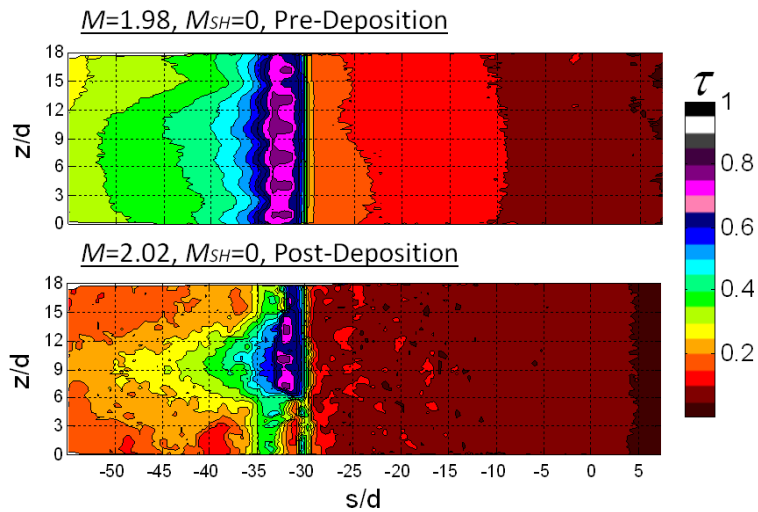 M=1.98, MSH=0, Pre-Deposition
z/d
18
15
12
9
6
3
0
M=2.02, MSH=0, Post-Deposition
z/d
18
15
12
9
6
3
0
-50 -45 -40 -35 -30 -25 -20 -15 -10 -5 0 5
s/d
τ
1
0.8
0.6
0.4
0.2